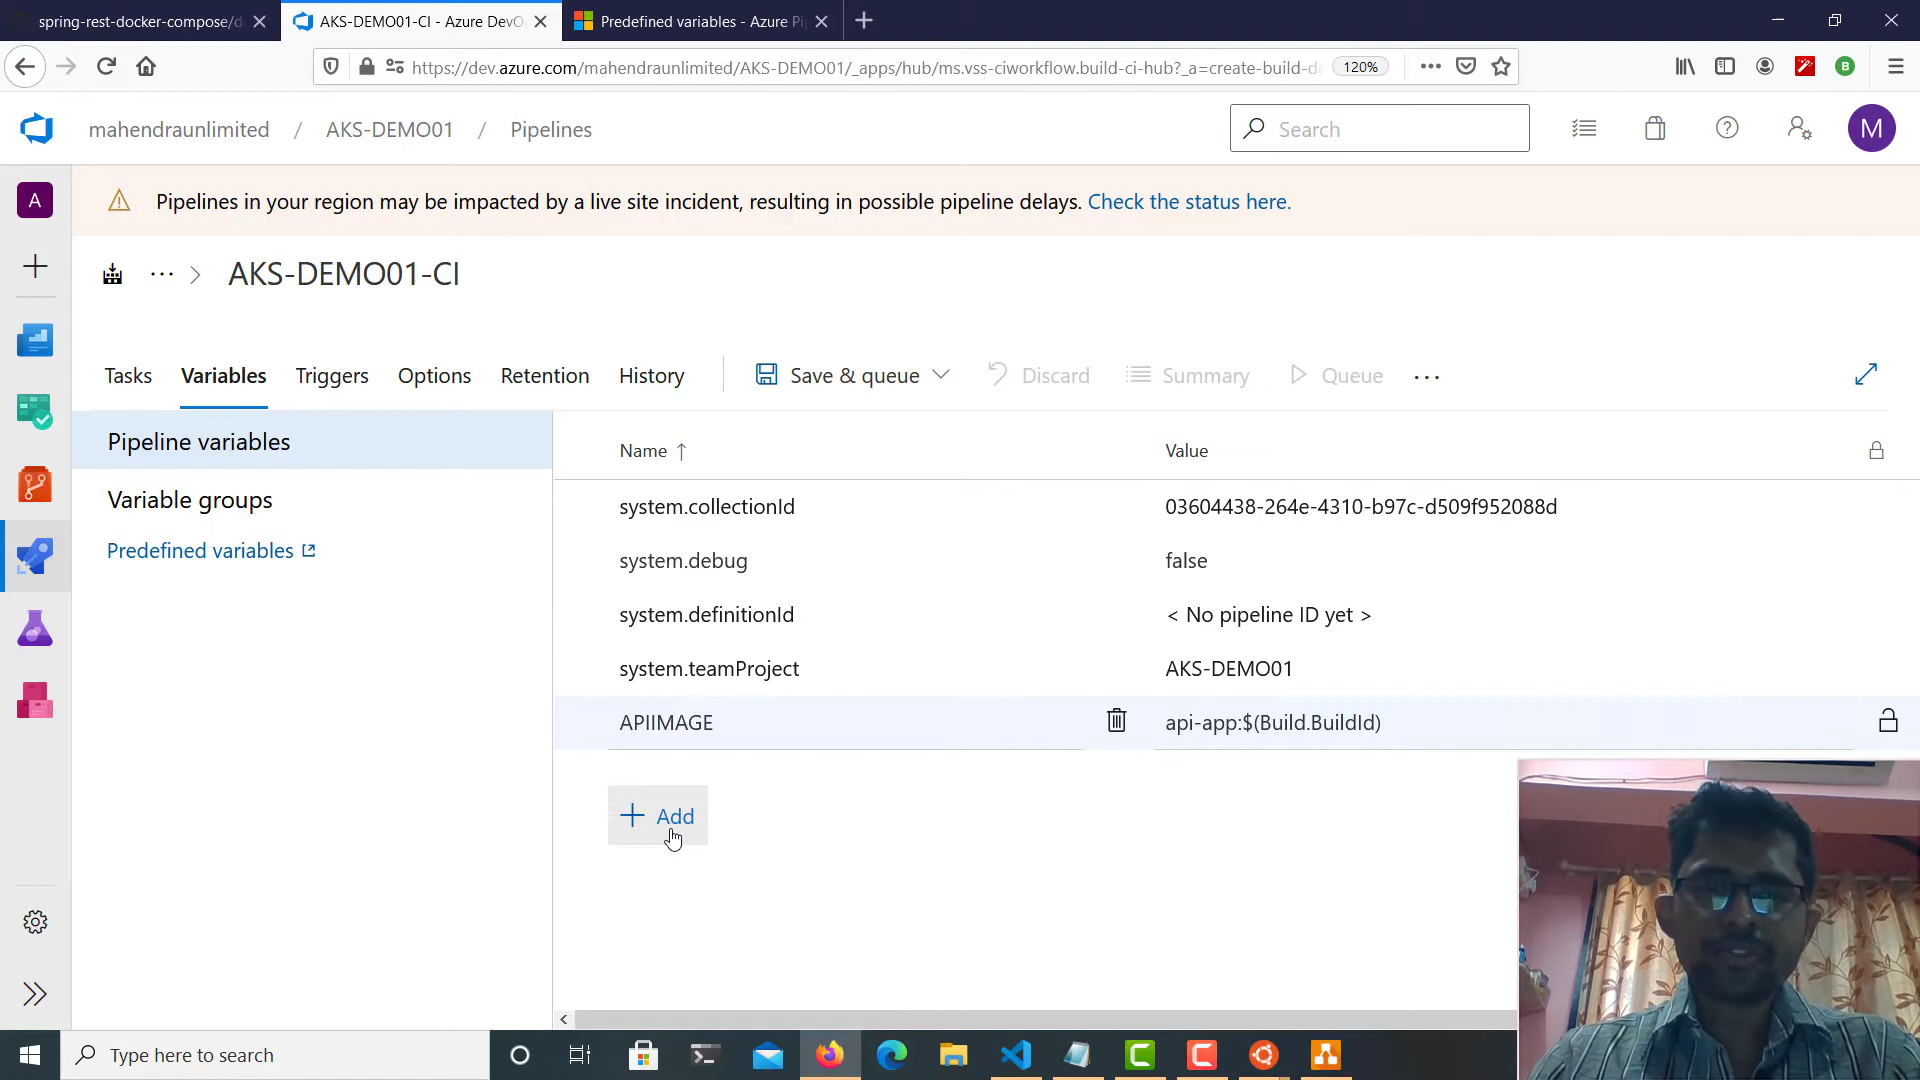 spring-rest-docker-compose/d
AKS-DEMO01-CI - Azure DevO
Predefined variables - Azure Pi
https://dev.azure.com/mahendraunlimited/AKS-DEMO01/_apps/hub/ms.vss-ciworkflow.build-ci-hub?_a=create-build-de
120%
B
mahendraunlimited / AKS-DEMO01 / Pipelines
Search
M
A
Pipelines in your region may be impacted by a live site incident, resulting in possible pipeline delays. Check the status here.
... > AKS-DEMO01-CI
Tasks Variables Triggers Options Retention History Save & queue Discard Summary Queue ...
Pipeline variables
Variable groups
Predefined variables
Name ↑ Value
system.collectionId 03604438-264e-4310-b97c-d509f952088d
system.debug false
system.definitionId < No pipeline ID yet >
system.teamProject AKS-DEMO01
APIIMAGE api-app:$(Build.BuildId)
+ Add
Type here to search